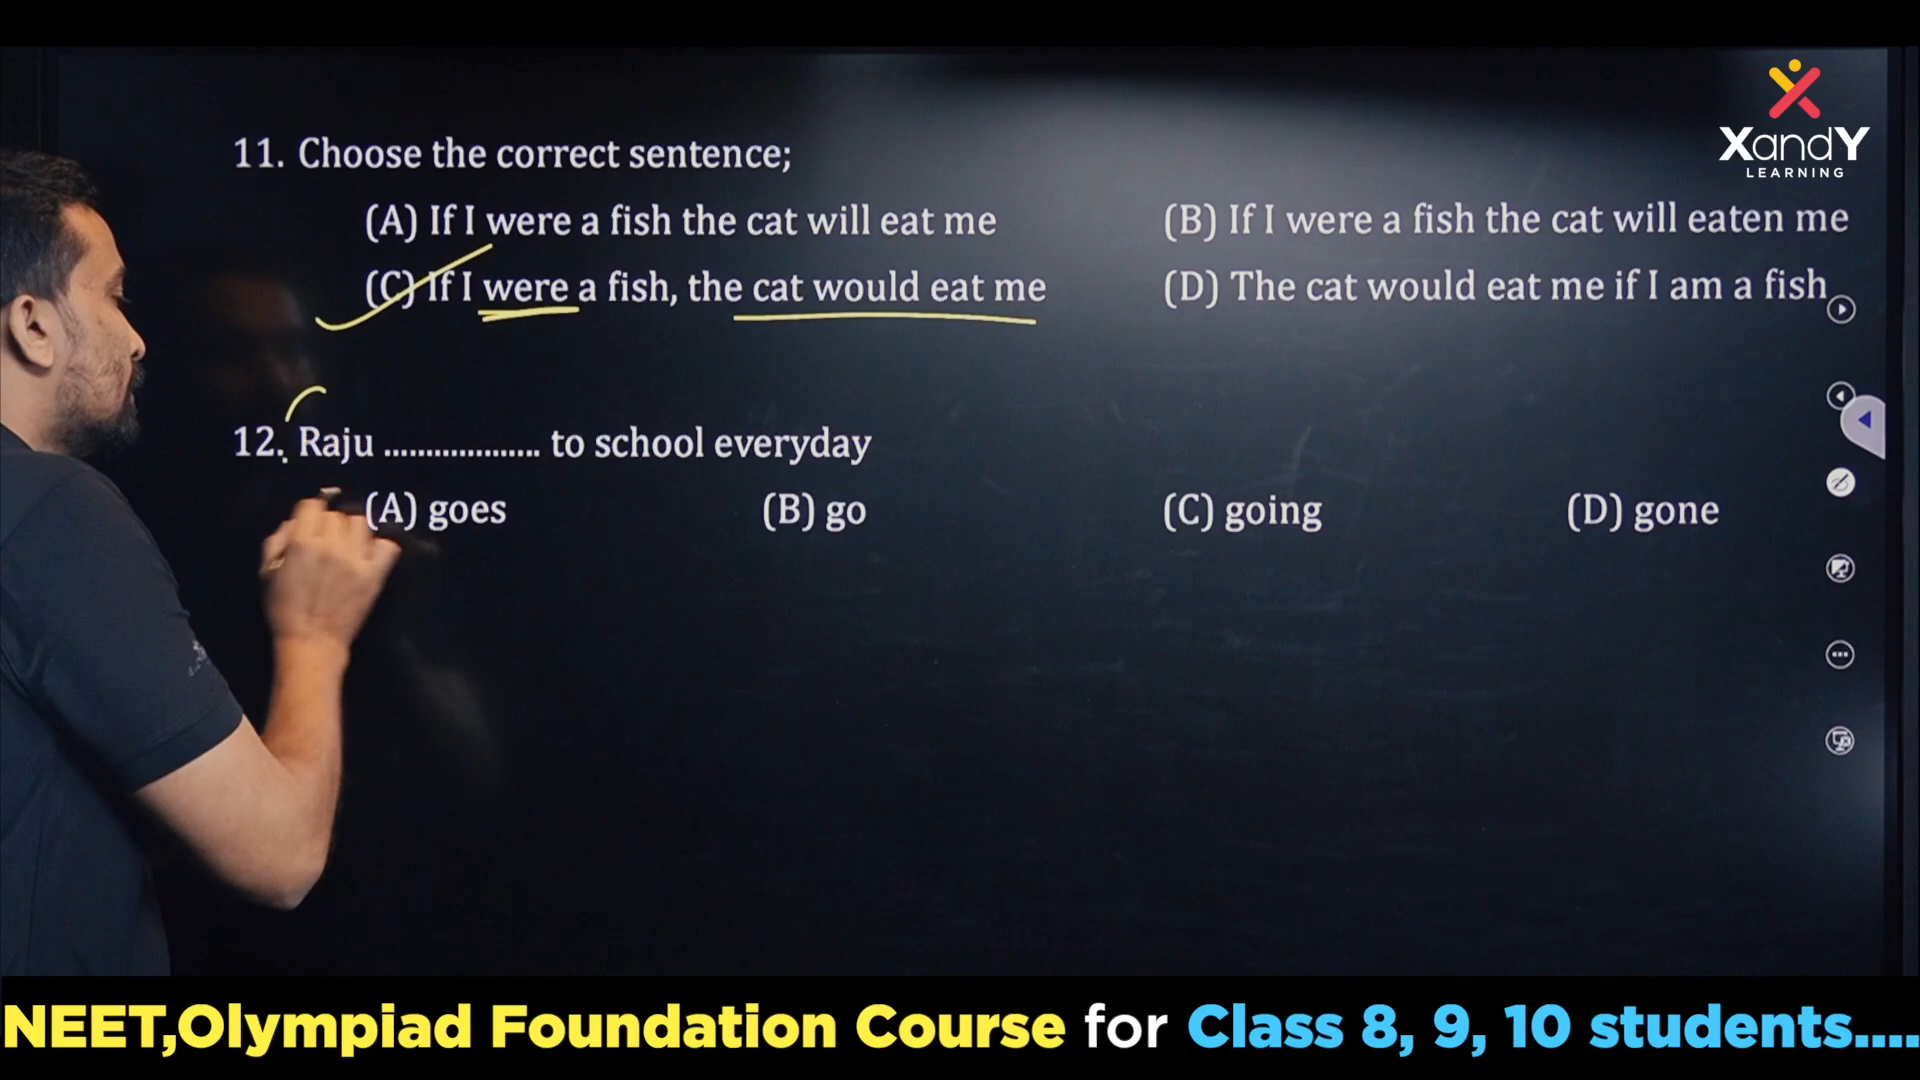 XandY
LEARNING
11. Choose the correct sentence;
(A) If I were a fish the cat will eat me
(B) If I were a fish the cat will eaten me
(C) If I were a fish, the cat would eat me
(D) The cat would eat me if I am a fish
12. Raju ................... to school everyday
(A) goes
(B) go
(C) going
(D) gone
NEET,Olympiad Foundation Course for Class 8, 9, 10 students....